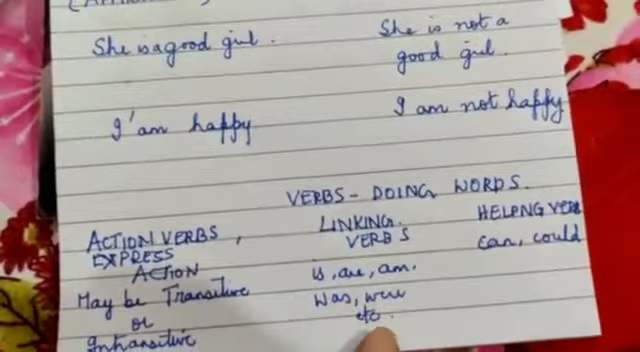 She is a good girl.
She is not a
good girl.
I'am happy
I am not happy
VERBS - DOING WORDS.
ACTION VERBS,
EXPRESS
ACTION
May be Transitive
or
Intransitive
LINKING
VERBS
is, are, am.
was, were
etc.
HELPING VERB
can, could